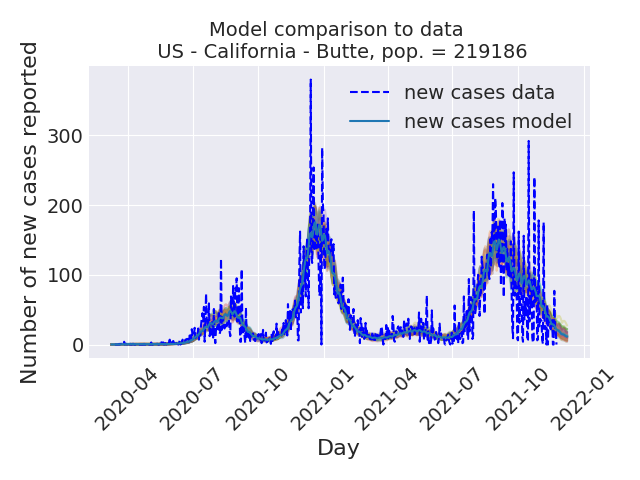 Model comparison to data
US - California - Butte, pop. = 219186
Number of new cases reported
new cases data
new cases model
300
200
100
0
2020-04
2020-07
2020-10
2021-01
2021-04
2021-07
2021-10
2022-01
Day